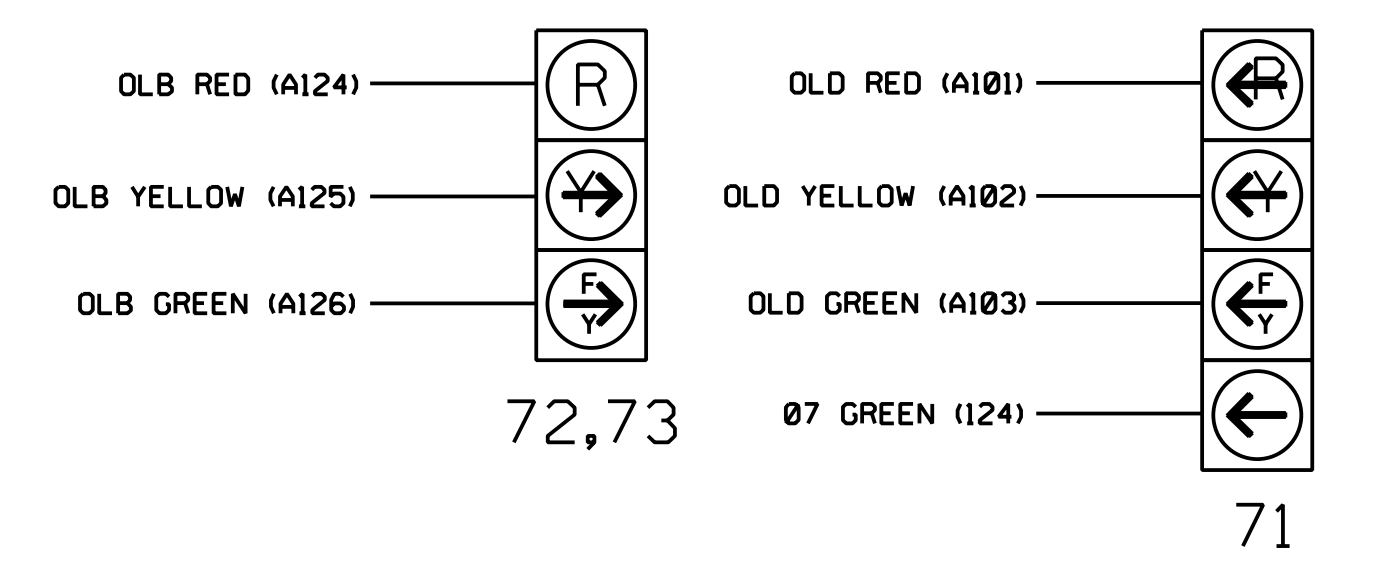 OLB RED (A124)
R
OLB YELLOW (A125)
Y
OLB GREEN (A126)
F
Y
72,73
OLD RED (A101)
R
OLD YELLOW (A102)
Y
OLD GREEN (A103)
F
Y
07 GREEN (124)
71